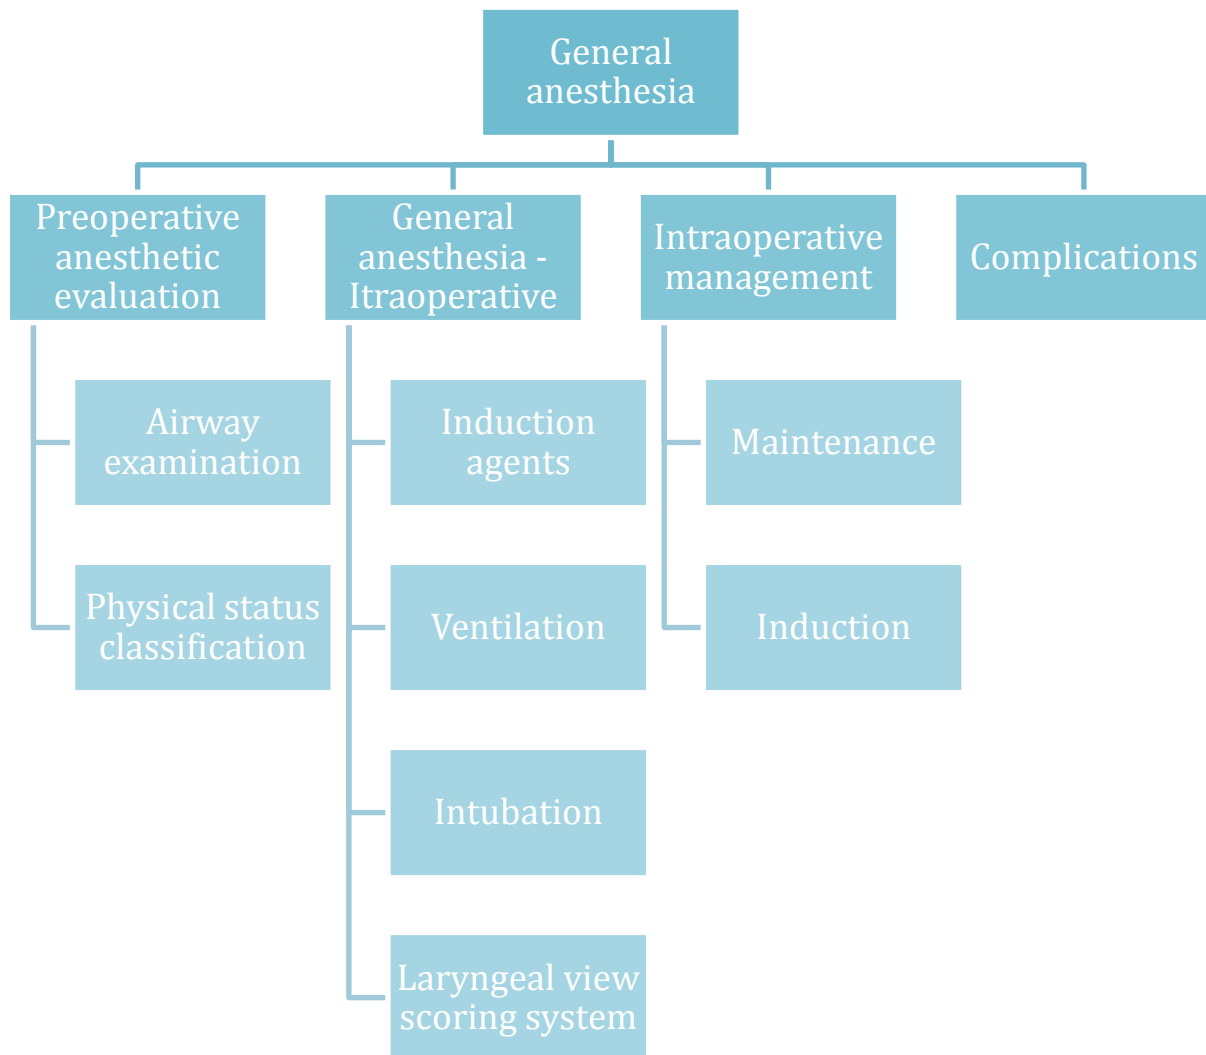 General
anesthesia
Preoperative
anesthetic
evaluation
General
anesthesia -
Itraoperative
Intraoperative
management
Complications
Airway
examination
Induction
agents
Maintenance
Physical status
classification
Ventilation
Induction
Intubation
Laryngeal view
scoring system